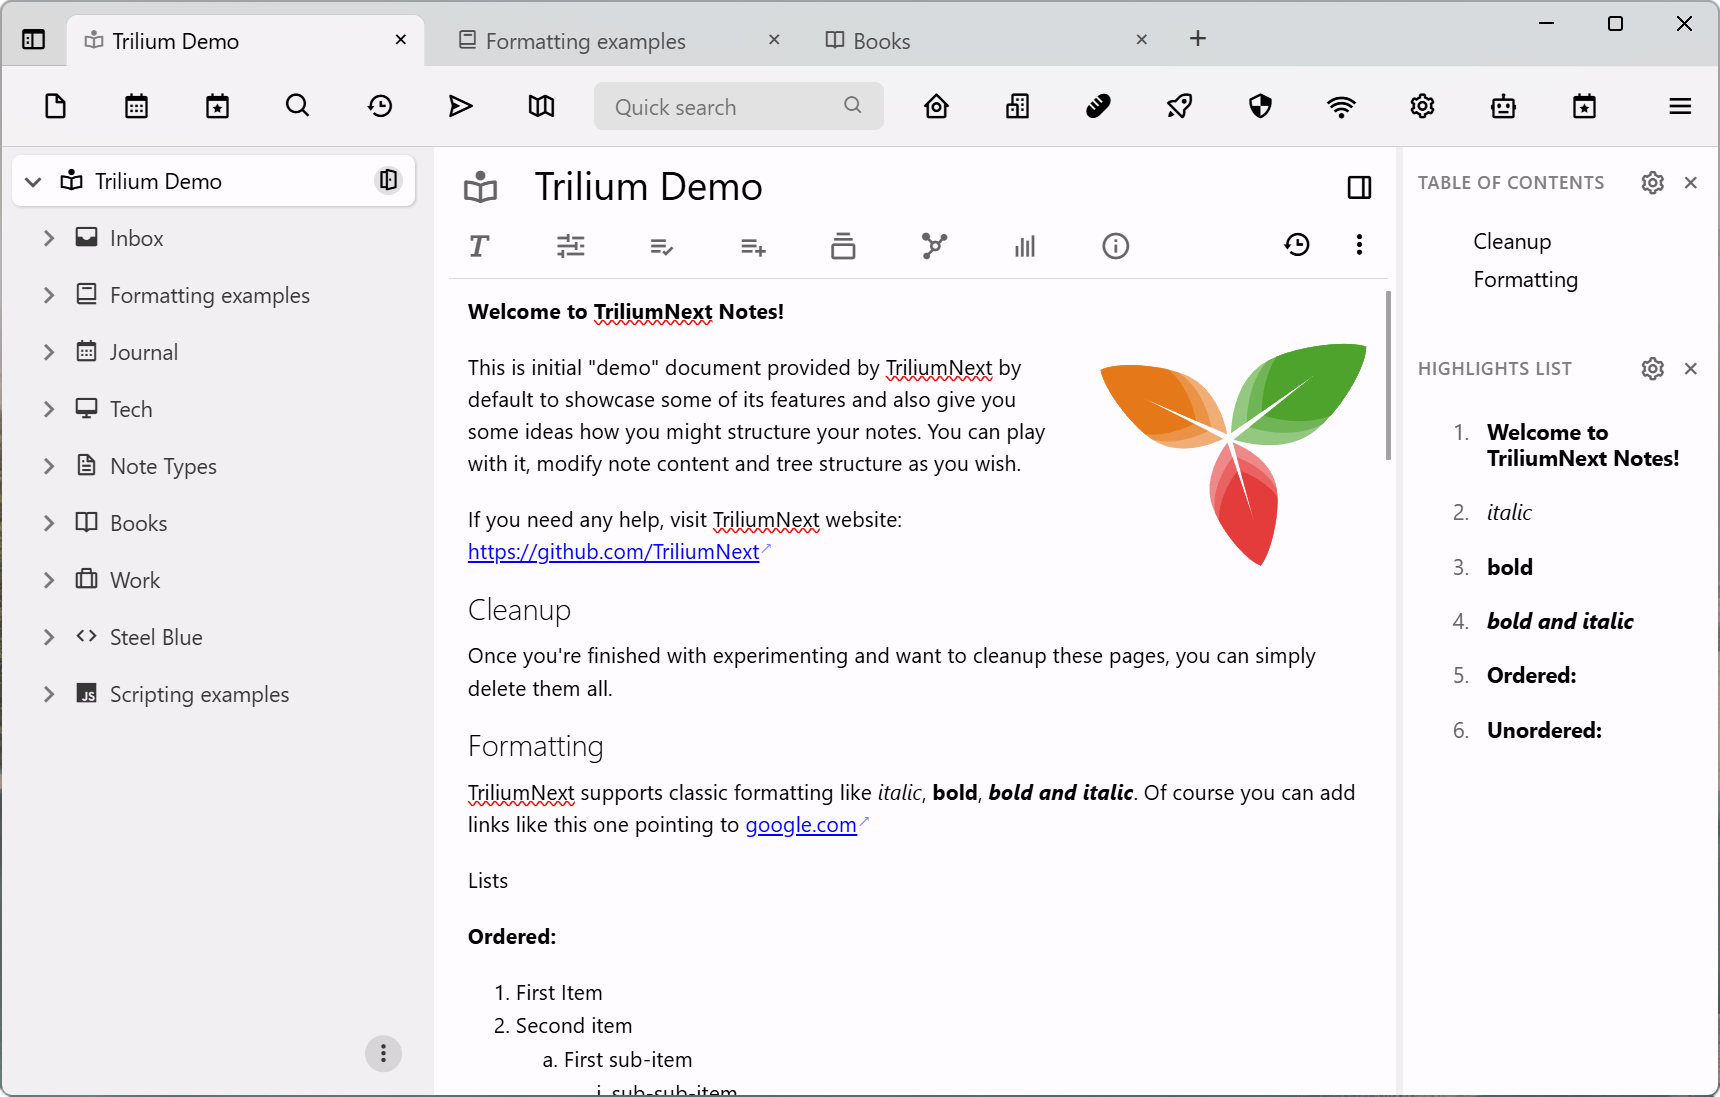 Trilium Demo
Formatting examples
Books
Quick search
Trilium Demo
Inbox
Formatting examples
Journal
Tech
Note Types
Books
Work
Steel Blue
JS
Scripting examples
Trilium Demo
Welcome to TriliumNext Notes!
This is initial "demo" document provided by TriliumNext by
default to showcase some of its features and also give you
some ideas how you might structure your notes. You can play
with it, modify note content and tree structure as you wish.
If you need any help, visit TriliumNext website:
https://github.com/TriliumNext
Cleanup
Once you're finished with experimenting and want to cleanup these pages, you can simply
delete them all.
Formatting
TriliumNext supports classic formatting like italic, bold, bold and italic. Of course you can add
links like this one pointing to google.com
Lists
Ordered:
1. First Item
2. Second item
a. First sub-item
i. sub-sub-item
TABLE OF CONTENTS
Cleanup
Formatting
HIGHLIGHTS LIST
1. Welcome to
TriliumNext Notes!
2. italic
3. bold
4. bold and italic
5. Ordered:
6. Unordered: